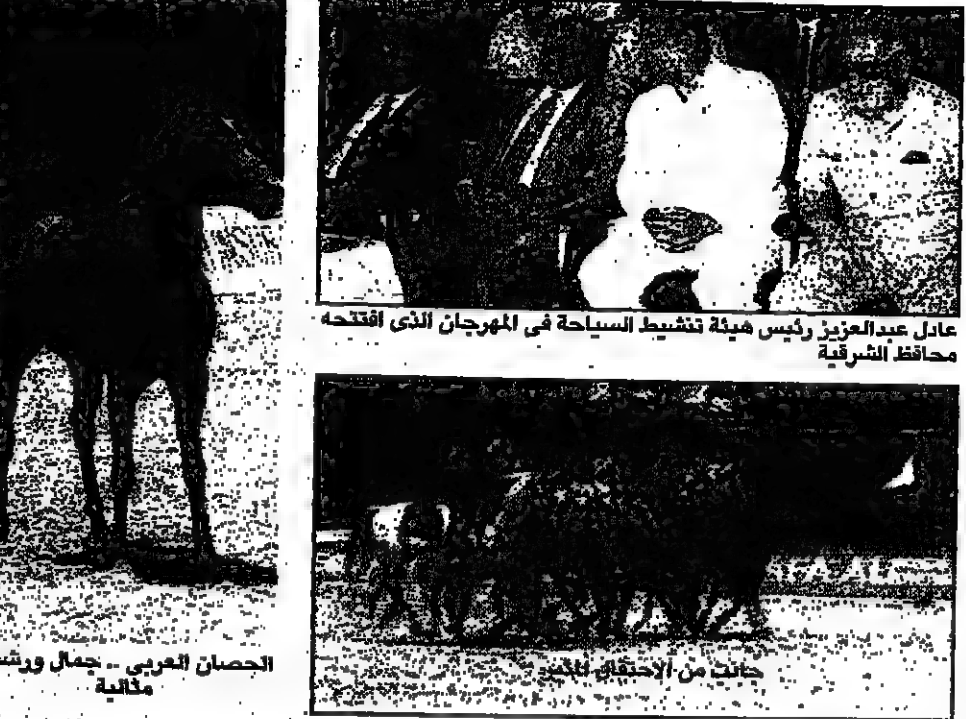 عادل عبدالعزيز رئيس هيئة تنشيط السياحة فى المهرجان الذى افتتحه
محافظ الشرقية
جانب من الاحتفال
الحصان العربى .. جمال ورش
مثالية